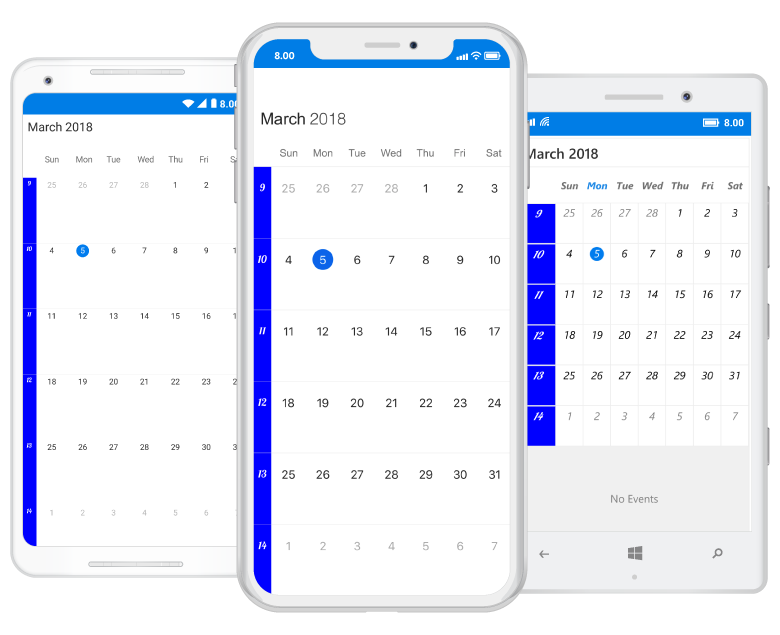 8.0
March 2018
Sun Mon Tue Wed Thu Fri
9 25 26 27 28 1 2
10 4 5 6 7 8 9
11 11 12 13 14 15 16
12 18 19 20 21 22 23
13 25 26 27 28 29 30
14 1 2 3 4 5 6
8.00
March 2018
Sun Mon Tue Wed Thu Fri Sat
9 25 26 27 28 1 2 3
10 4 5 6 7 8 9 10
11 11 12 13 14 15 16 17
12 18 19 20 21 22 23 24
13 25 26 27 28 29 30 31
14 1 2 3 4 5 6 7
8.00
March 2018
Sun Mon Tue Wed Thu Fri Sat
9 25 26 27 28 1 2 3
10 4 5 6 7 8 9 10
11 11 12 13 14 15 16 17
12 18 19 20 21 22 23 24
13 25 26 27 28 29 30 31
14 1 2 3 4 5 6 7
No Events